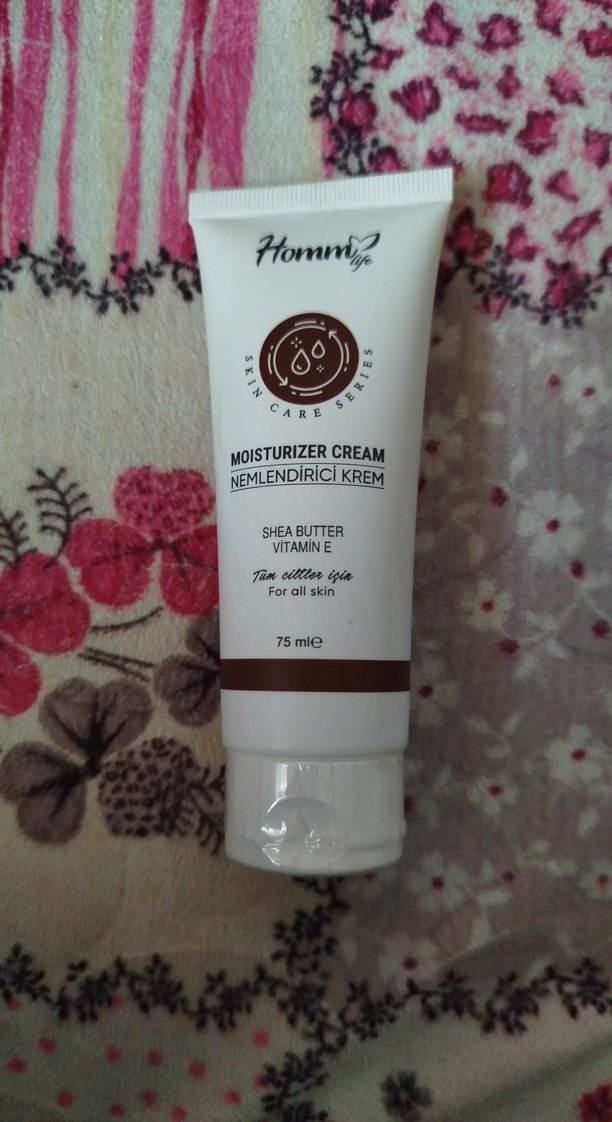 Homm life
SKIN CARE SERIES
MOISTURIZER CREAM
NEMLENDİRİCİ KREM
SHEA BUTTER
VİTAMİN E
Tüm ciltler için
For all skin
75 ml℮